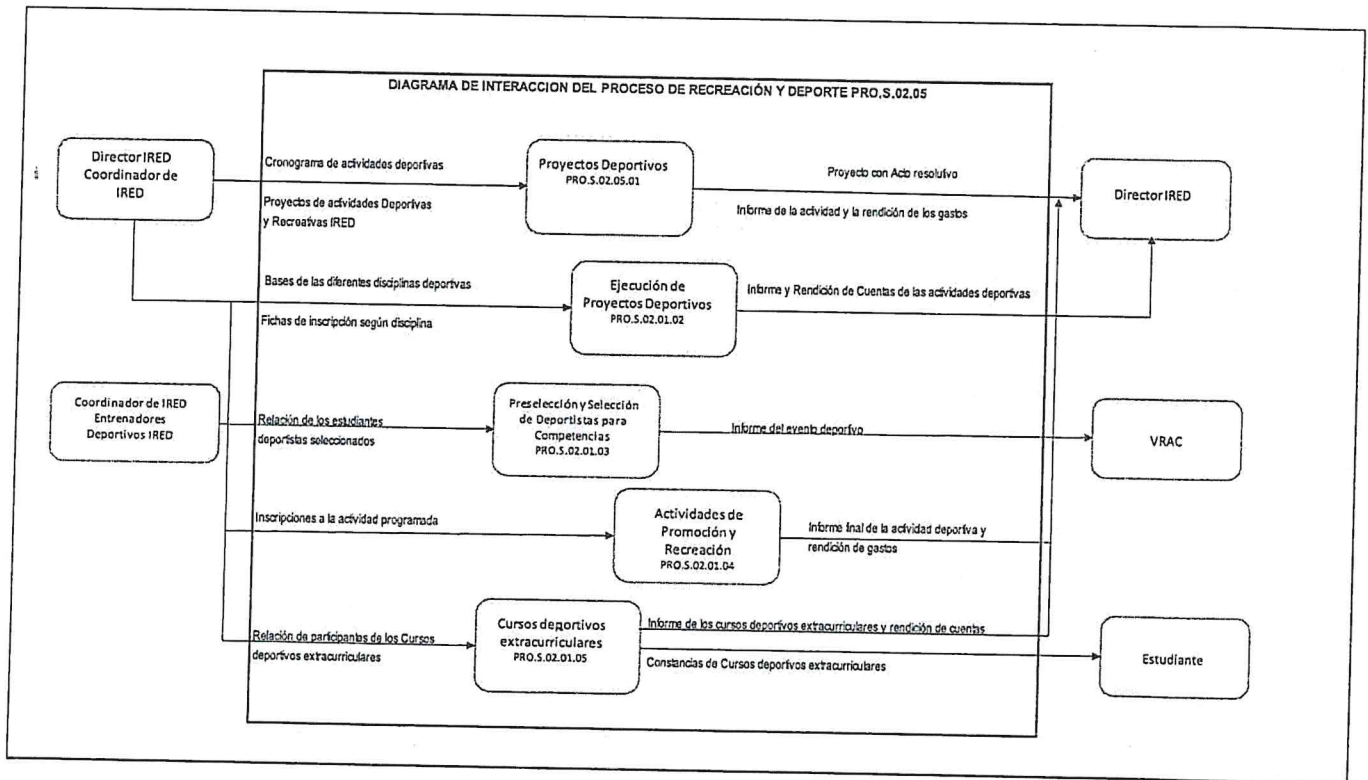 DIAGRAMA DE INTERACCION DEL PROCESO DE RECREACIÓN Y DEPORTE PRO.S.02.05
Director IRED
Coordinador de
IRED
Cronograma de actividades deportivas
Proyectos de actividades Deportivas
y Recreativas IRED
Proyectos Deportivos
PRO.S.02.05.01
Proyecto con Acto resolutivo
Informe de la actividad y la rendición de los gastos
Director IRED
Bases de las diferentes disciplinas deportivas
Fichas de inscripción según disciplina
Ejecución de
Proyectos Deportivos
PRO.S.02.01.02
Informe y Rendición de Cuentas de las actividades deportivas
Coordinador de IRED
Entrenadores
Deportivos IRED
Relación de los estudiantes
deportistas seleccionados
Preselección y Selección
de Deportistas para
Competencias
PRO.S.02.01.03
Informe del evento deportivo
VRAC
Inscripciones a la actividad programada
Actividades de
Promoción y
Recreación
PRO.S.02.01.04
Informe final de la actividad deportiva y
rendición de gastos
Relación de participantes de los Cursos
deportivos extracurriculares
Cursos deportivos
extracurriculares
PRO.S.02.01.05
Informe de los cursos deportivos extracurriculares y rendición de cuentas
Constancias de Cursos deportivos extracurriculares
Estudiante